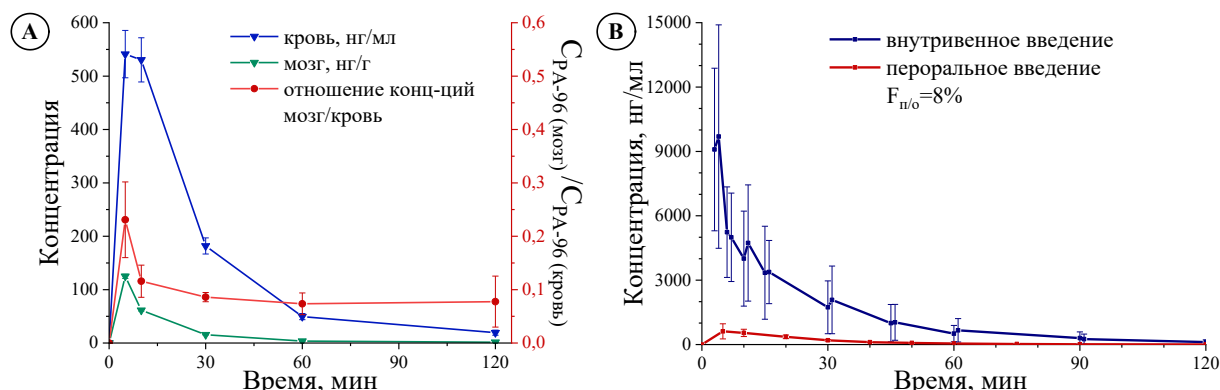 A
Концентрация
600
500
400
300
200
100
0
0
30
60
90
120
Время, мин
кровь, нг/мл
мозг, нг/г
отношение конц-ций
мозг/кровь
0,6
0,5
0,4
0,3
0,2
0,1
0,0
C PA-96 (мозг)/C PA-96 (кровь)
B
Концентрация, нг/мл
15000
12000
9000
6000
3000
0
0
30
60
90
120
Время, мин
внутривенное введение
пероральное введение
F п/о=8%